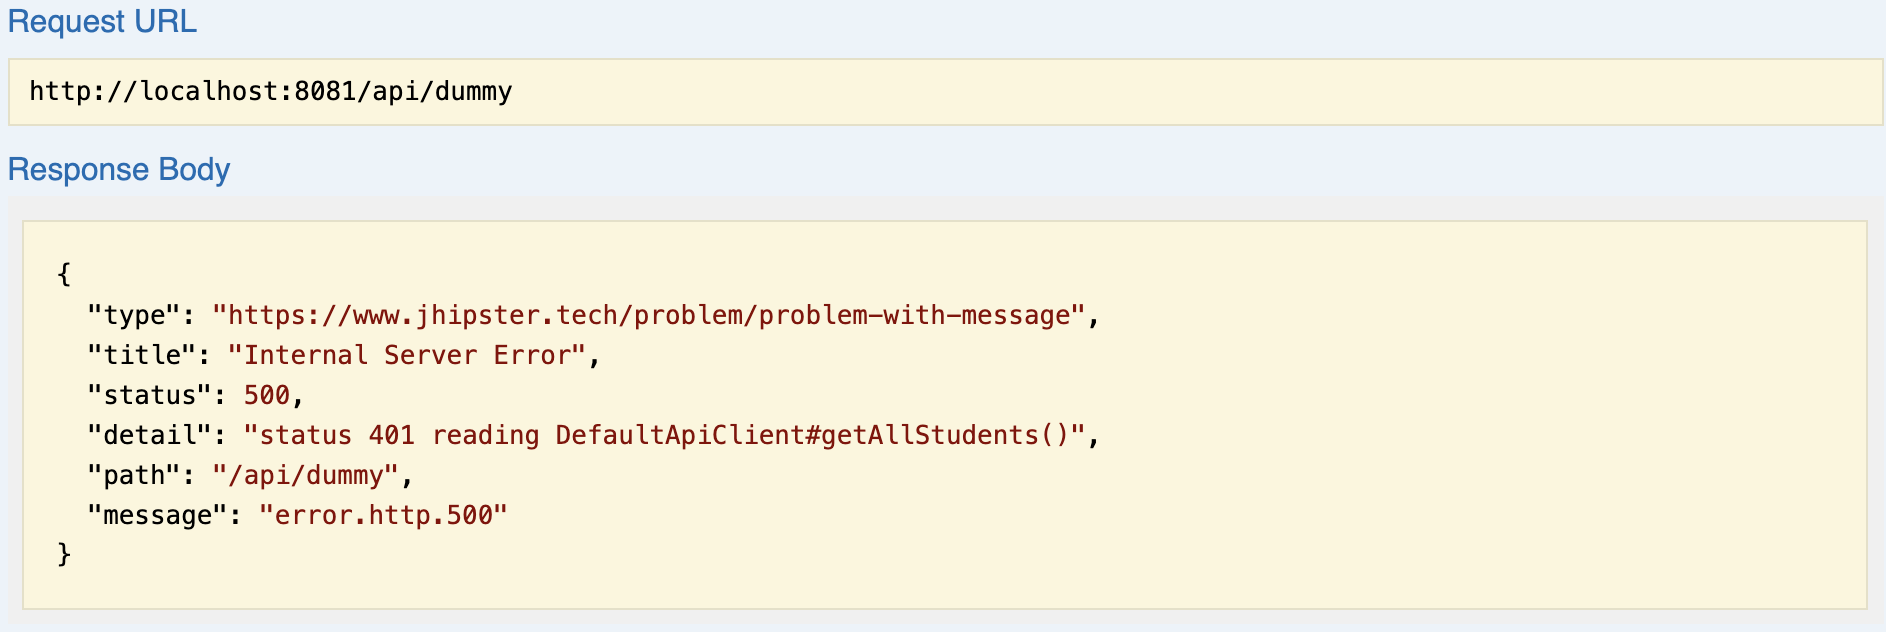 Request URL
http://localhost:8081/api/dummy
Response Body
{
  "type": "https://www.jhipster.tech/problem/problem-with-message",
  "title": "Internal Server Error",
  "status": 500,
  "detail": "status 401 reading DefaultApiClient#getAllStudents()",
  "path": "/api/dummy",
  "message": "error.http.500"
}